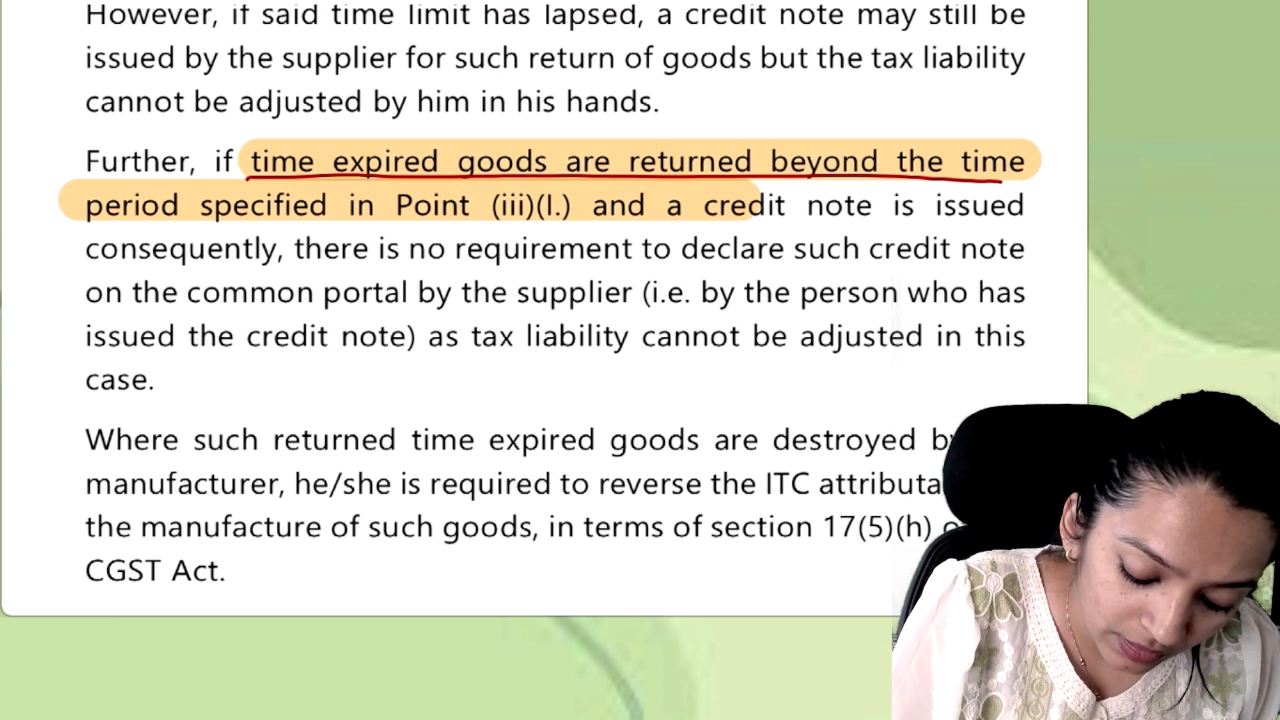 However, if said time limit has lapsed, a credit note may still be
issued by the supplier for such return of goods but the tax liability
cannot be adjusted by him in his hands.
Further, if time expired goods are returned beyond the time
period specified in Point (iii)(I.) and a credit note is issued
consequently, there is no requirement to declare such credit note
on the common portal by the supplier (i.e. by the person who has
issued the credit note) as tax liability cannot be adjusted in this
case.
Where such returned time expired goods are destroyed
manufacturer, he/she is required to reverse the ITC
the manufacture of such goods, in terms of section 17(5)(h)
CGST Act.